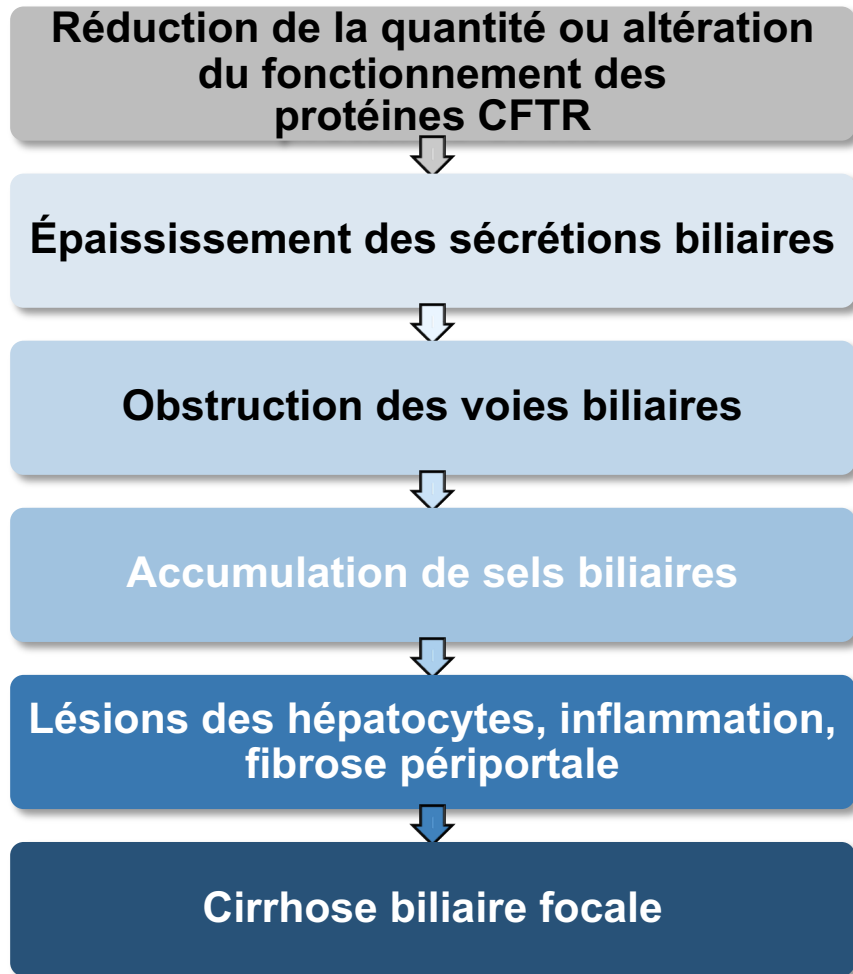 Réduction de la quantité ou altération
du fonctionnement des
protéines CFTR
Épaississement des sécrétions biliaires
Obstruction des voies biliaires
Accumulation de sels biliaires
Lésions des hépatocytes, inflammation,
fibrose périportale
Cirrhose biliaire focale